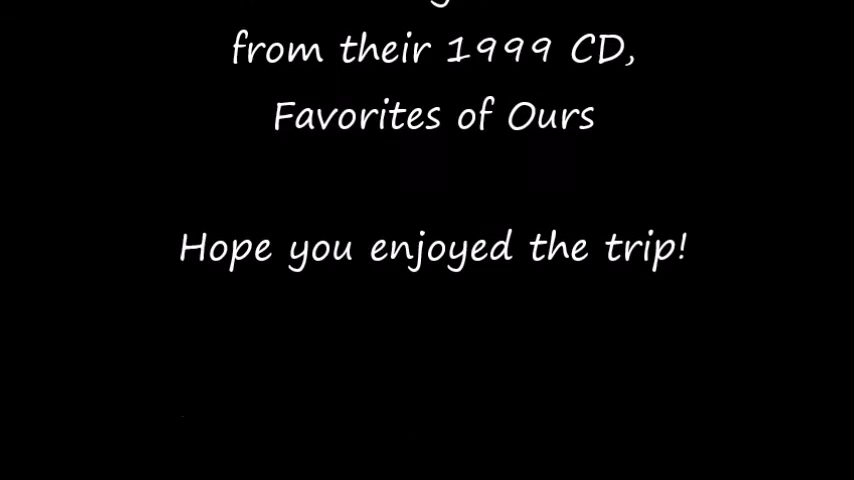 from their 1999 CD,
Favorites of Ours
Hope you enjoyed the trip!